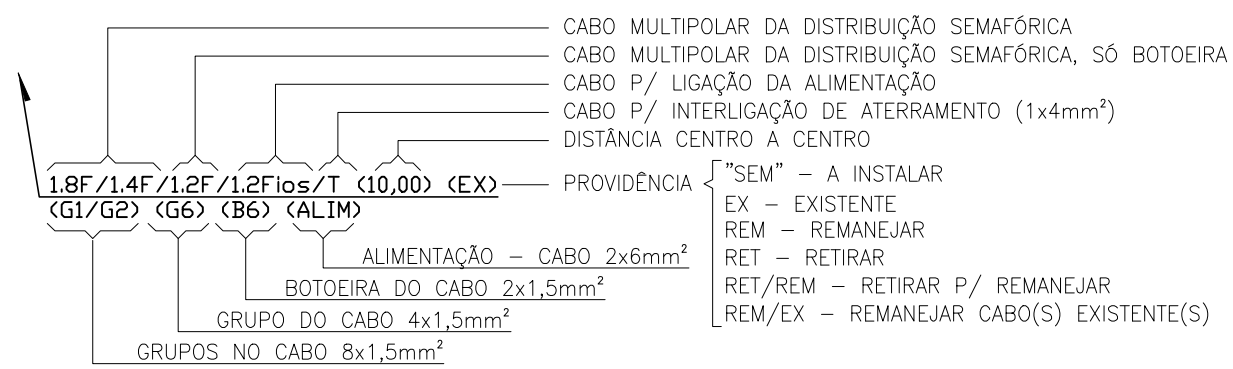 CABO MULTIPOLAR DA DISTRIBUIÇÃO SEMAFÓRICA
CABO MULTIPOLAR DA DISTRIBUIÇÃO SEMAFÓRICA, SÓ BOTOEIRA
CABO P/ LIGAÇÃO DA ALIMENTAÇÃO
CABO P/ INTERLIGAÇÃO DE ATERRAMENTO (1x4mm²)
DISTÂNCIA CENTRO A CENTRO
1.8F/1.4F/1.2F/1.2Fios/T (10,00) (EX)
PROVIDÊNCIA
"SEM" – A INSTALAR
EX – EXISTENTE
REM – REMANEJAR
RET – RETIRAR
RET/REM – RETIRAR P/ REMANEJAR
REM/EX – REMANEJAR CABO(S) EXISTENTE(S)
(G1/G2) (G6) (B6) (ALIM)
ALIMENTAÇÃO – CABO 2x6mm²
BOTOEIRA DO CABO 2x1,5mm²
GRUPO DO CABO 4x1,5mm²
GRUPOS NO CABO 8x1,5mm²